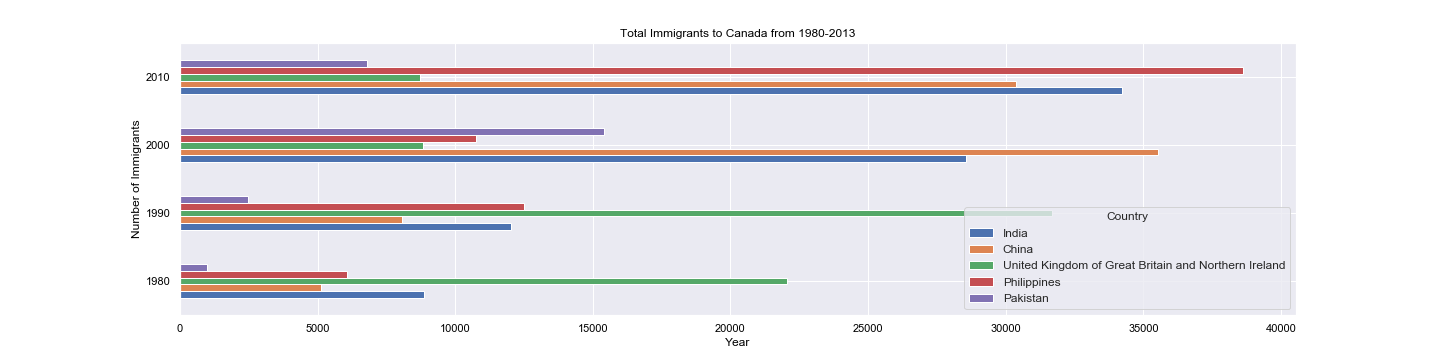 Total Immigrants to Canada from 1980-2013
Number of Immigrants
2010
2000
1990
1980
Country
India
China
United Kingdom of Great Britain and Northern Ireland
Philippines
Pakistan
0 5000 10000 15000 20000 25000 30000 35000 40000
Year